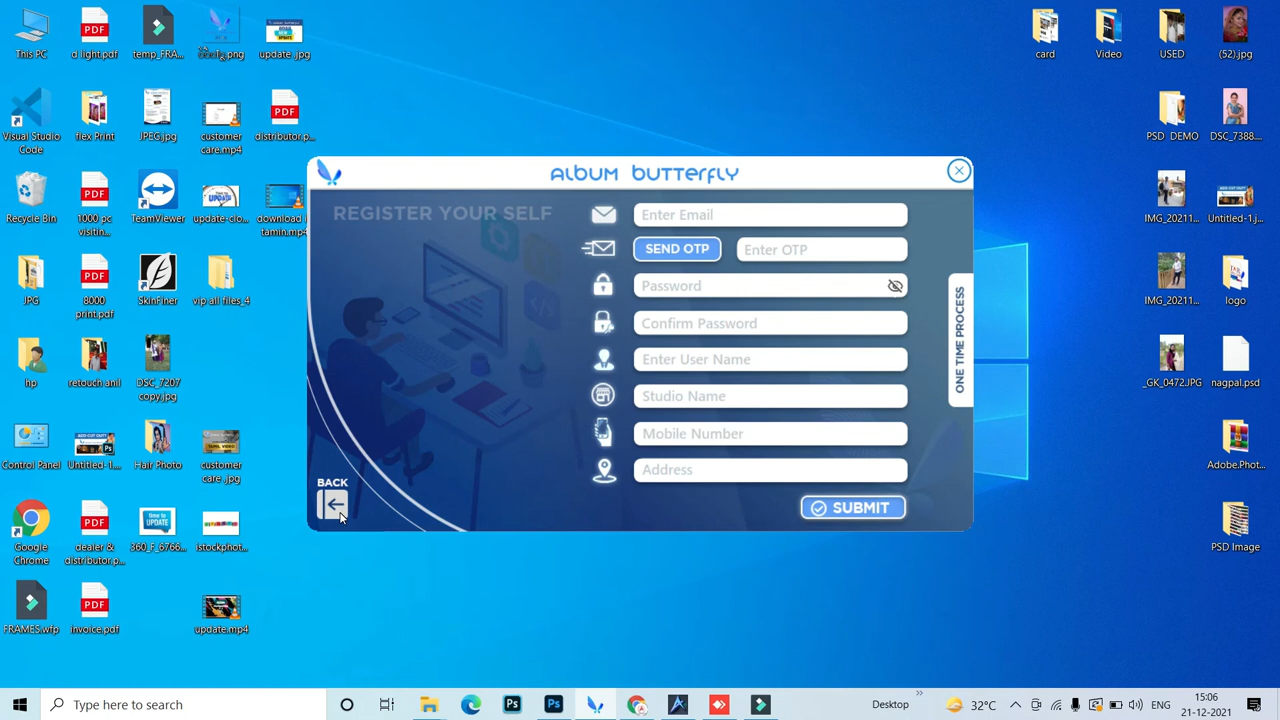 This PC
d light.pdf
temp_FRA...
update .jpg
card
Video
USED
(52).jpg
Visual Studio
Code
flex Print
JPEG.jpg
customer
care.mp4
distributor.p...
PSD_DEMO
DSC_7388....
Recycle Bin
1000 pc
visitin...
TeamViewer
update-clo...
download i
tamin.mp4
IMG_20211...
Untitled-1.j...
JPG
8000
print.pdf
SkinFiner
vip all files_4
IMG_20211...
logo
hp
retouch anil
DSC_7207
copy.jpg
_GK_0472.JPG
nagpal.psd
Control Panel
Untitled-1....
Hair Photo
customer
care .jpg
Adobe.Phot...
Google
Chrome
dealer &
distributor.p...
360_F_6766...
istockphot...
PSD Image
FRAMES.wfp
invoice.pdf
update.mp4
ALBUM BUTTERFLY
REGISTER YOUR SELF
Enter Email
SEND OTP
Enter OTP
Password
Confirm Password
Enter User Name
Studio Name
Mobile Number
Address
ONE TIME PROCESS
BACK
SUBMIT
Type here to search
Desktop
»
32°C
ENG
15:06
21-12-2021